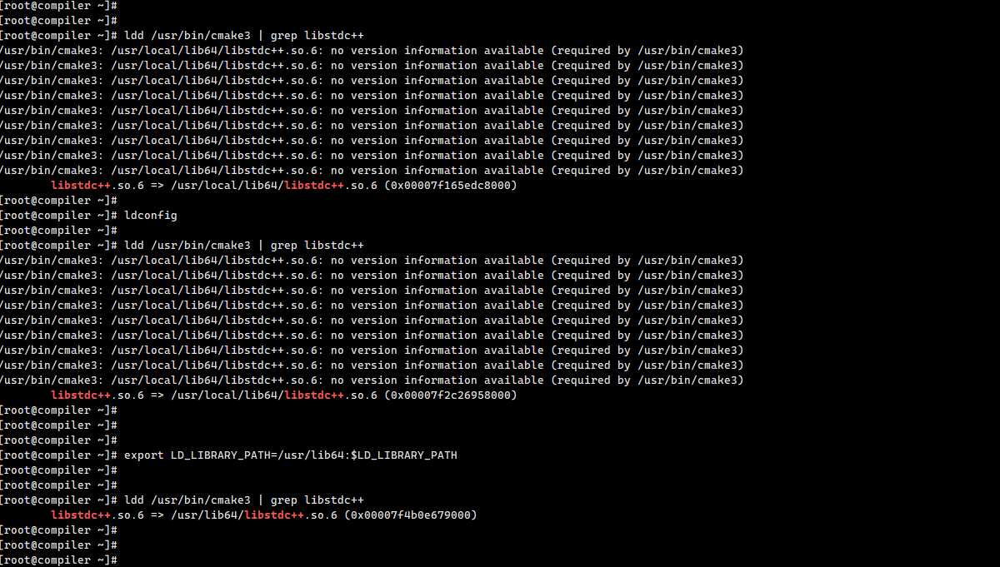 [root@compiler ~]#
[root@compiler ~]#
[root@compiler ~]# ldd /usr/bin/cmake3 | grep libstdc++
/usr/bin/cmake3: /usr/local/lib64/libstdc++.so.6: no version information available (required by /usr/bin/cmake3)
/usr/bin/cmake3: /usr/local/lib64/libstdc++.so.6: no version information available (required by /usr/bin/cmake3)
/usr/bin/cmake3: /usr/local/lib64/libstdc++.so.6: no version information available (required by /usr/bin/cmake3)
/usr/bin/cmake3: /usr/local/lib64/libstdc++.so.6: no version information available (required by /usr/bin/cmake3)
/usr/bin/cmake3: /usr/local/lib64/libstdc++.so.6: no version information available (required by /usr/bin/cmake3)
/usr/bin/cmake3: /usr/local/lib64/libstdc++.so.6: no version information available (required by /usr/bin/cmake3)
/usr/bin/cmake3: /usr/local/lib64/libstdc++.so.6: no version information available (required by /usr/bin/cmake3)
/usr/bin/cmake3: /usr/local/lib64/libstdc++.so.6: no version information available (required by /usr/bin/cmake3)
/usr/bin/cmake3: /usr/local/lib64/libstdc++.so.6: no version information available (required by /usr/bin/cmake3)
libstdc++.so.6 => /usr/local/lib64/libstdc++.so.6 (0x00007f165edc8000)
[root@compiler ~]#
[root@compiler ~]# ldconfig
[root@compiler ~]#
[root@compiler ~]# ldd /usr/bin/cmake3 | grep libstdc++
/usr/bin/cmake3: /usr/local/lib64/libstdc++.so.6: no version information available (required by /usr/bin/cmake3)
/usr/bin/cmake3: /usr/local/lib64/libstdc++.so.6: no version information available (required by /usr/bin/cmake3)
/usr/bin/cmake3: /usr/local/lib64/libstdc++.so.6: no version information available (required by /usr/bin/cmake3)
/usr/bin/cmake3: /usr/local/lib64/libstdc++.so.6: no version information available (required by /usr/bin/cmake3)
/usr/bin/cmake3: /usr/local/lib64/libstdc++.so.6: no version information available (required by /usr/bin/cmake3)
/usr/bin/cmake3: /usr/local/lib64/libstdc++.so.6: no version information available (required by /usr/bin/cmake3)
/usr/bin/cmake3: /usr/local/lib64/libstdc++.so.6: no version information available (required by /usr/bin/cmake3)
/usr/bin/cmake3: /usr/local/lib64/libstdc++.so.6: no version information available (required by /usr/bin/cmake3)
/usr/bin/cmake3: /usr/local/lib64/libstdc++.so.6: no version information available (required by /usr/bin/cmake3)
libstdc++.so.6 => /usr/local/lib64/libstdc++.so.6 (0x00007f2c26958000)
[root@compiler ~]#
[root@compiler ~]#
[root@compiler ~]#
[root@compiler ~]# export LD_LIBRARY_PATH=/usr/lib64:$LD_LIBRARY_PATH
[root@compiler ~]#
[root@compiler ~]#
[root@compiler ~]# ldd /usr/bin/cmake3 | grep libstdc++
libstdc++.so.6 => /usr/lib64/libstdc++.so.6 (0x00007f4b0e679000)
[root@compiler ~]#
[root@compiler ~]#
[root@compiler ~]#